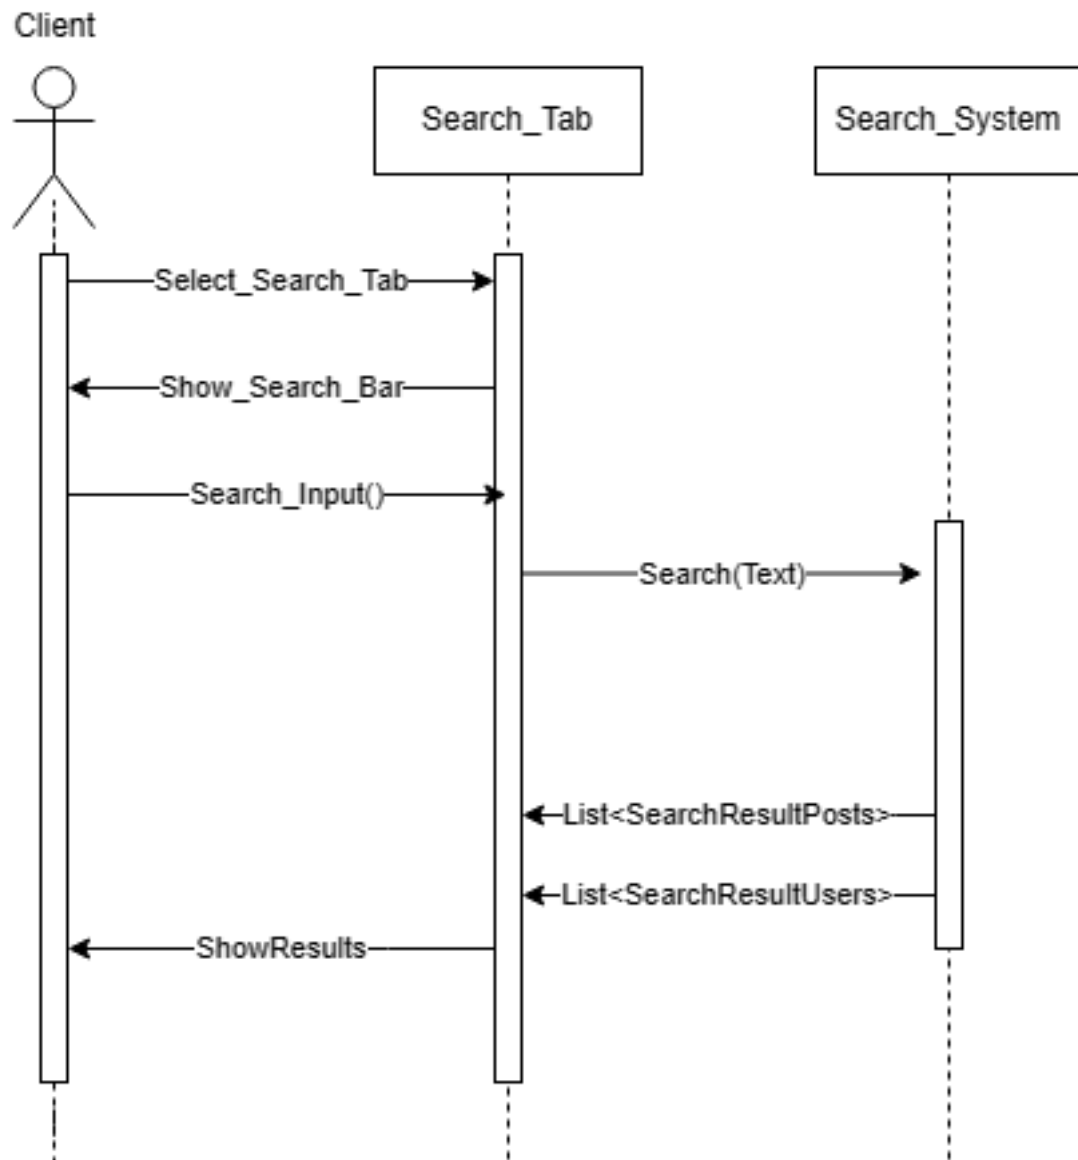 Client
Search_Tab
Search_System
Select_Search_Tab
Show_Search_Bar
Search_Input()
Search(Text)
List<SearchResultPosts>
List<SearchResultUsers>
ShowResults